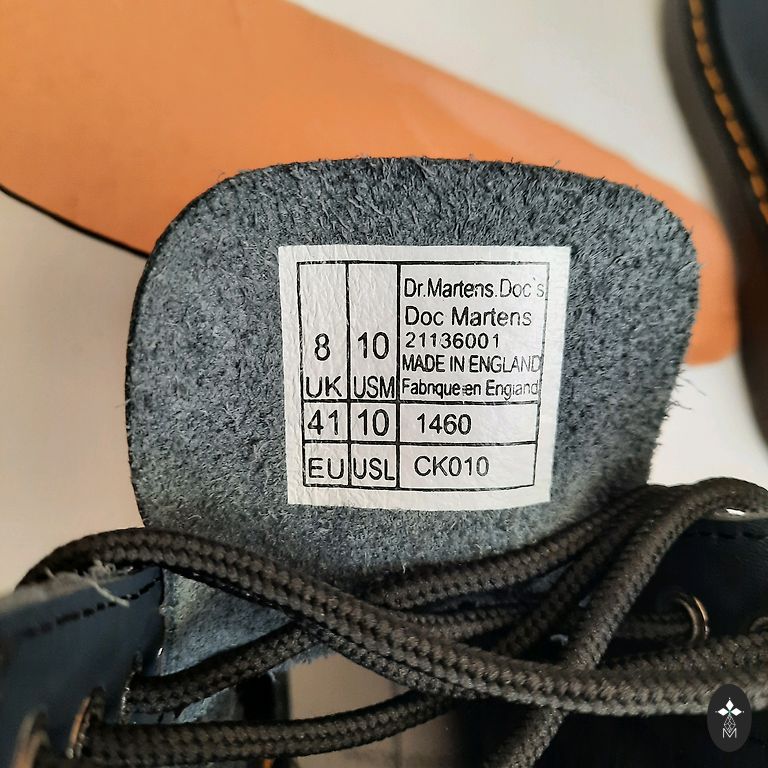 8 UK
10 USM
Dr.Martens.Doc's
Doc Martens
21136001
MADE IN ENGLAND
Fabnque en England
41 EU
10 USL
1460
CK010
M